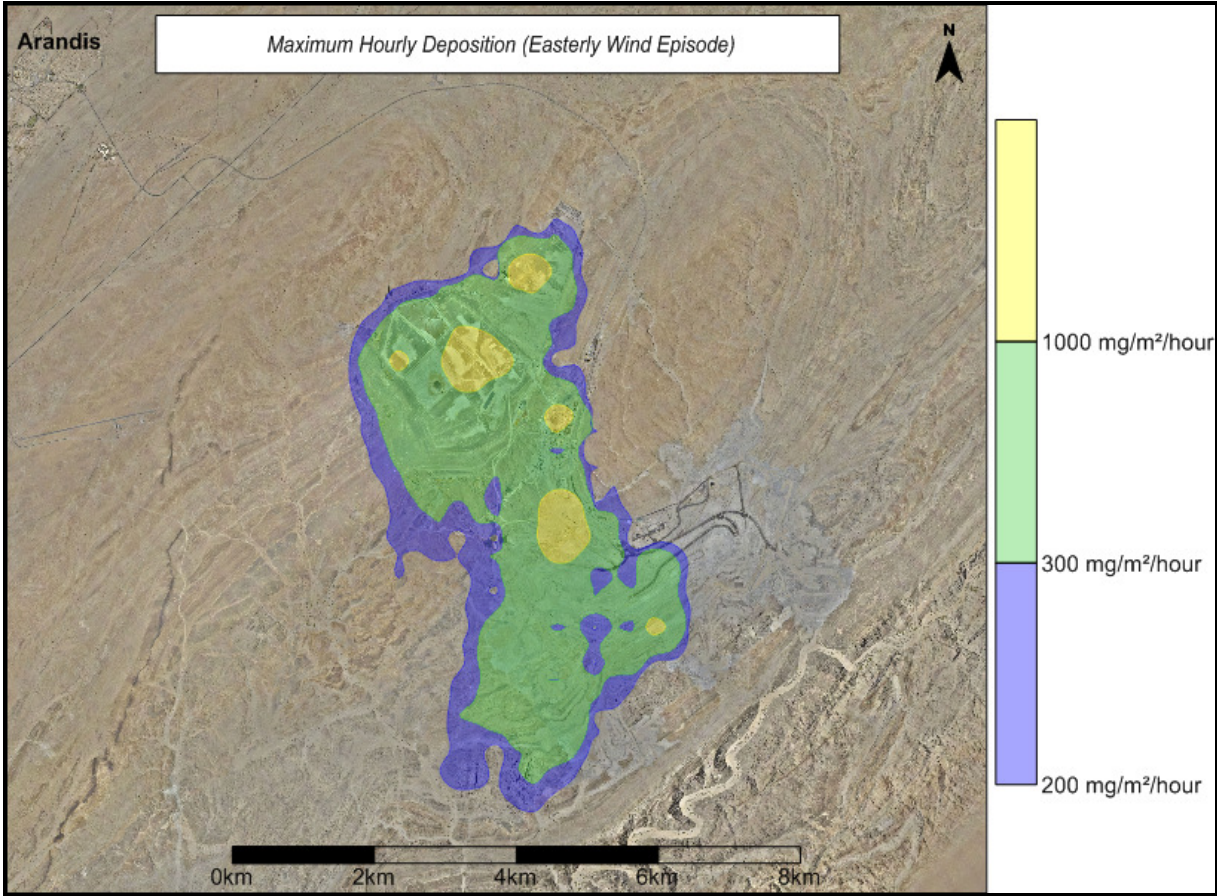 Arandis
Maximum Hourly Deposition (Easterly Wind Episode)
N
1000 mg/m²/hour
300 mg/m²/hour
200 mg/m²/hour
0km 2km 4km 6km 8km